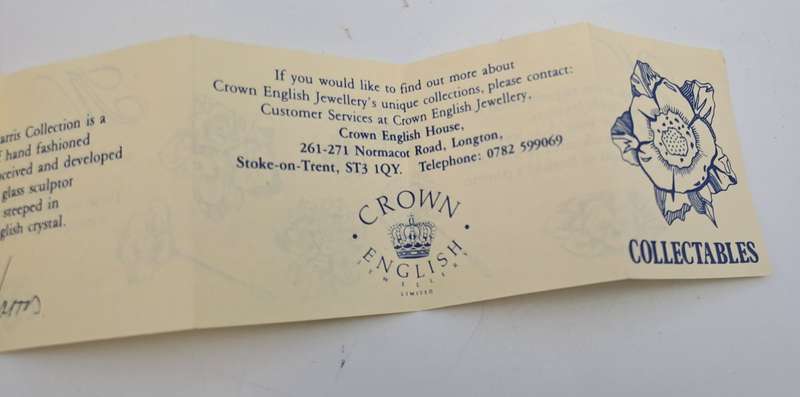 arris Collection is a
hand fashioned
ceived and developed
glass sculptor
steeped in
glish crystal.
If you would like to find out more about
Crown English Jewellery's unique collections, please contact:
Customer Services at Crown English Jewellery,
Crown English House,
261-271 Normacot Road, Longton,
Stoke-on-Trent, ST3 1QY. Telephone: 0782 599069
CROWN
ENGLISH
JEWELLERY
LIMITED
COLLECTABLES